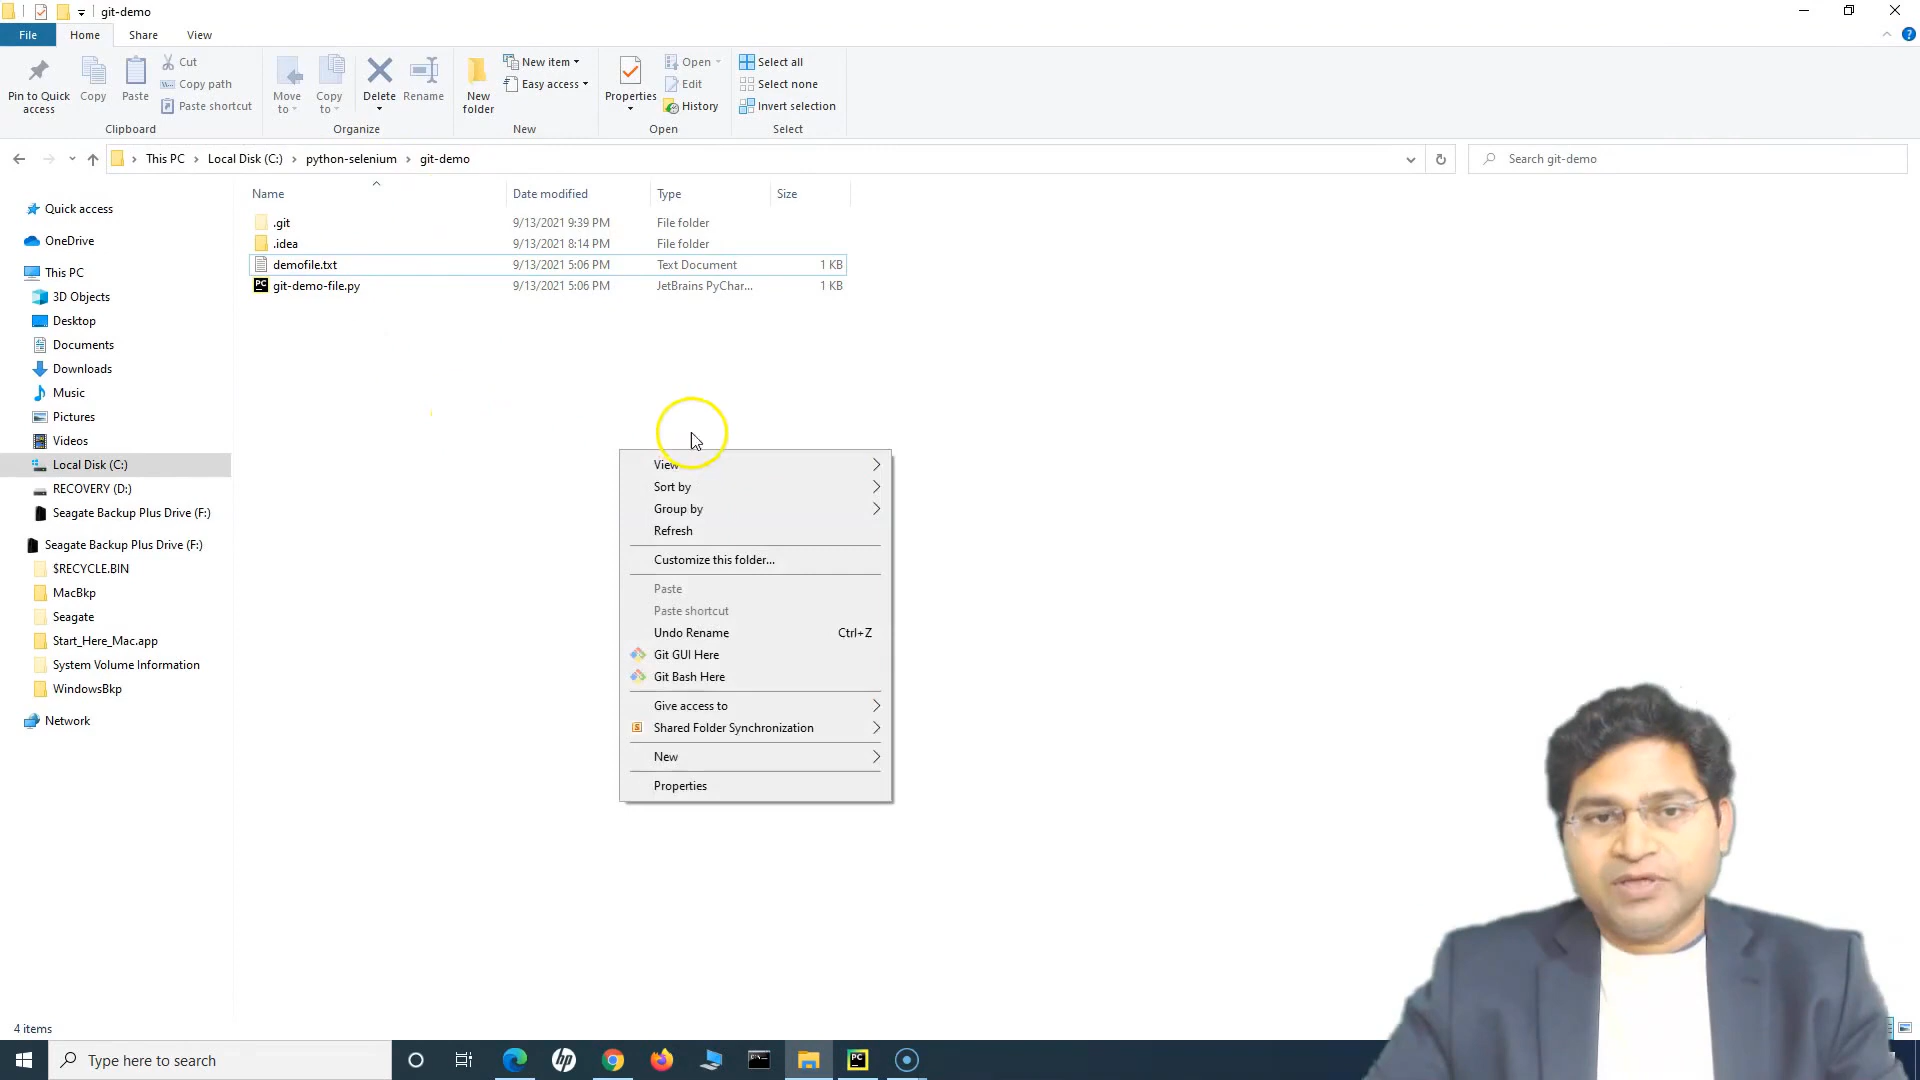 git-demo
File Home Share View
Pin to Quick access
Copy
Paste
Cut
Copy path
Paste shortcut
Clipboard
Move to
Copy to
Delete
Rename
Organize
New folder
New item
Easy access
New
Properties
Open
Edit
History
Open
Select all
Select none
Invert selection
Select
This PC Local Disk (C:) python-selenium git-demo
Search git-demo
Name Date modified Type Size
.git 9/13/2021 9:39 PM File folder
.idea 9/13/2021 8:14 PM File folder
demofile.txt 9/13/2021 5:06 PM Text Document 1 KB
git-demo-file.py 9/13/2021 5:06 PM JetBrains PyChar... 1 KB
Quick access
OneDrive
This PC
3D Objects
Desktop
Documents
Downloads
Music
Pictures
Videos
Local Disk (C:)
RECOVERY (D:)
Seagate Backup Plus Drive (F:)
Seagate Backup Plus Drive (F:)
$RECYCLE.BIN
MacBkp
Seagate
Start_Here_Mac.app
System Volume Information
WindowsBkp
Network
View
Sort by
Group by
Refresh
Customize this folder...
Paste
Paste shortcut
Undo Rename Ctrl+Z
Git GUI Here
Git Bash Here
Give access to
Shared Folder Synchronization
New
Properties
4 items
Type here to search
hp
PC